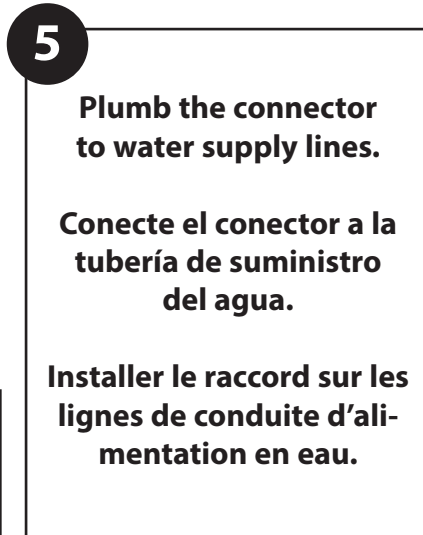 5
Plumb the connector
to water supply lines.
Conecte el conector a la
tubería de suministro
del agua.
Installer le raccord sur les
lignes de conduite d’ali-
mentation en eau.